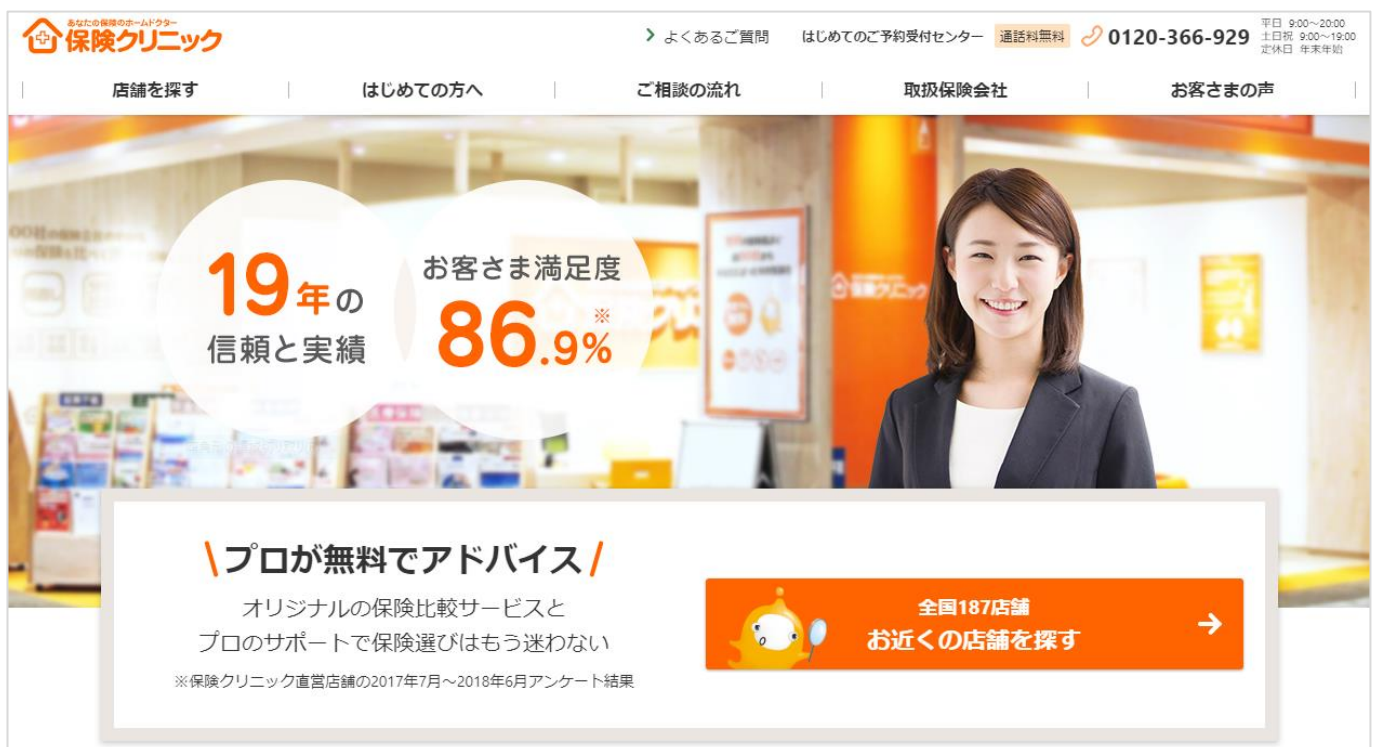 あなたの保険のホームドクター
保険クリニック
よくあるご質問
はじめてのご予約受付センター
通話料無料
0120-366-929
平日 9:00～20:00
土日祝 9:00～19:00
定休日 年末年始
店舗を探す
はじめての方へ
ご相談の流れ
取扱保険会社
お客さまの声
19年の
信頼と実績
お客さま満足度
86.9%※
保険クリニック
\プロが無料でアドバイス/
オリジナルの保険比較サービスと
プロのサポートで保険選びはもう迷わない
※保険クリニック直営店舗の2017年7月～2018年6月アンケート結果
全国187店舗
お近くの店舗を探す